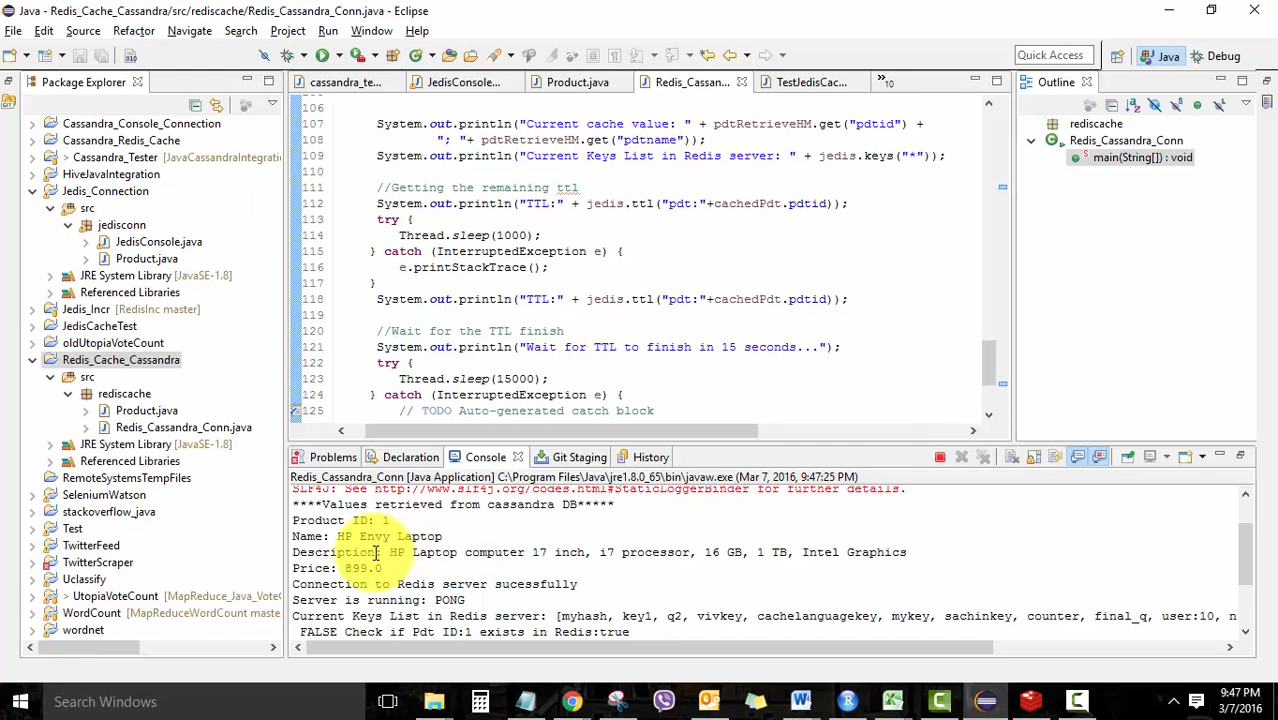 Java - Redis_Cache_Cassandra/src/rediscache/Redis_Cassandra_Conn.java - Eclipse
File Edit Source Refactor Navigate Search Project Run Window Help
Quick Access
Java
Debug
Package Explorer
cassandra_te...
JedisConsole...
Product.java
Redis_Cassan...
TestJedisCac...
»10
Outline
Cassandra_Console_Connection
Cassandra_Redis_Cache
> Cassandra_Tester [JavaCassandraIntegratio
HiveJavaIntegration
Jedis_Connection
src
jedisconn
JedisConsole.java
Product.java
JRE System Library [JavaSE-1.8]
Referenced Libraries
Jedis_Incr [RedisInc master]
JedisCacheTest
oldUtopiaVoteCount
Redis_Cache_Cassandra
src
rediscache
Product.java
Redis_Cassandra_Conn.java
JRE System Library [JavaSE-1.8]
Referenced Libraries
RemoteSystemsTempFiles
SeleniumWatson
stackoverflow_java
Test
TwitterFeed
TwitterScraper
Uclassify
> UtopiaVoteCount [MapReduce_Java_VoteC
WordCount [MapReduceWordCount maste
wordnet
106
107 System.out.println("Current cache value: " + pdtRetrieveHM.get("pdtid") +
108 "; "+ pdtRetrieveHM.get("pdtname"));
109 System.out.println("Current Keys List in Redis server: " + jedis.keys("*"));
110
111 //Getting the remaining ttl
112 System.out.println("TTL:" + jedis.ttl("pdt:"+cachedPdt.pdtid));
113 try {
114 Thread.sleep(1000);
115 } catch (InterruptedException e) {
116 e.printStackTrace();
117 }
118 System.out.println("TTL:" + jedis.ttl("pdt:"+cachedPdt.pdtid));
119
120 //Wait for the TTL finish
121 System.out.println("Wait for TTL to finish in 15 seconds...");
122 try {
123 Thread.sleep(15000);
124 } catch (InterruptedException e) {
125 // TODO Auto-generated catch block
rediscache
Redis_Cassandra_Conn
main(String[]) : void
Problems
Declaration
Console
Git Staging
History
Redis_Cassandra_Conn [Java Application] C:\Program Files\Java\jre1.8.0_65\bin\javaw.exe (Mar 7, 2016, 9:47:25 PM)
SLF4J: See http://www.slf4j.org/codes.html#StaticLoggerBinder for further details.
****Values retrieved from cassandra DB*****
Product ID: 1
Name: HP Envy Laptop
Description: HP Laptop computer 17 inch, i7 processor, 16 GB, 1 TB, Intel Graphics
Price: 899.0
Connection to Redis server sucessfully
Server is running: PONG
Current Keys List in Redis server: [myhash, key1, q2, vivkey, cachelanguagekey, mykey, sachinkey, counter, final_q, user:10, n
FALSE Check if Pdt ID:1 exists in Redis:true
Search Windows
9:47 PM
3/7/2016